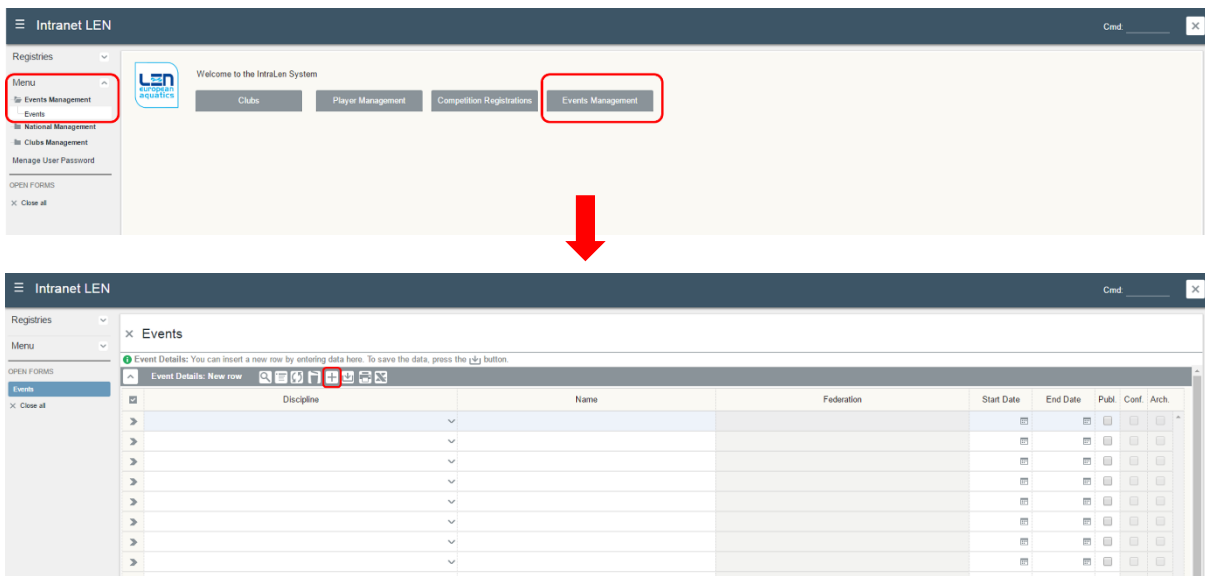 Intranet LEN
Cmd:
Registries
Menu
Events Management
Events
National Management
Clubs Management
Manage User Password
OPEN FORMS
Close all
LEN
european
aquatics
Welcome to the IntraLen System
Clubs
Player Management
Competition Registrations
Events Management
Intranet LEN
Cmd:
Registries
Menu
OPEN FORMS
Events
Close all
Events
Event Details: You can insert a new row by entering data here. To save the data, press the button.
Event Details: New row
Discipline Name Federation Start Date End Date Publ. Conf. Arch.